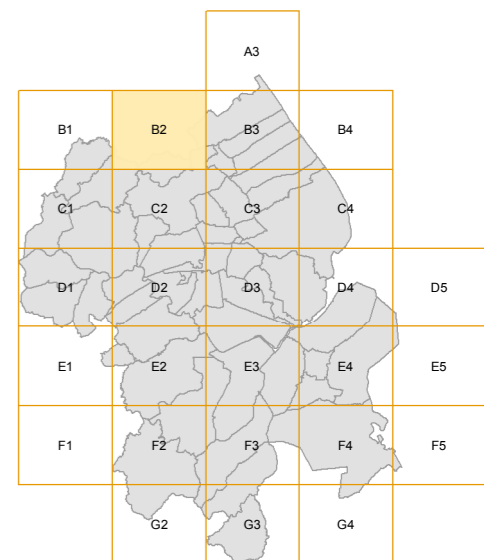 A3
B1 B2 B3 B4
C1 C2 C3 C4
D1 D2 D3 D4 D5
E1 E2 E3 E4 E5
F1 F2 F3 F4 F5
G2 G3 G4